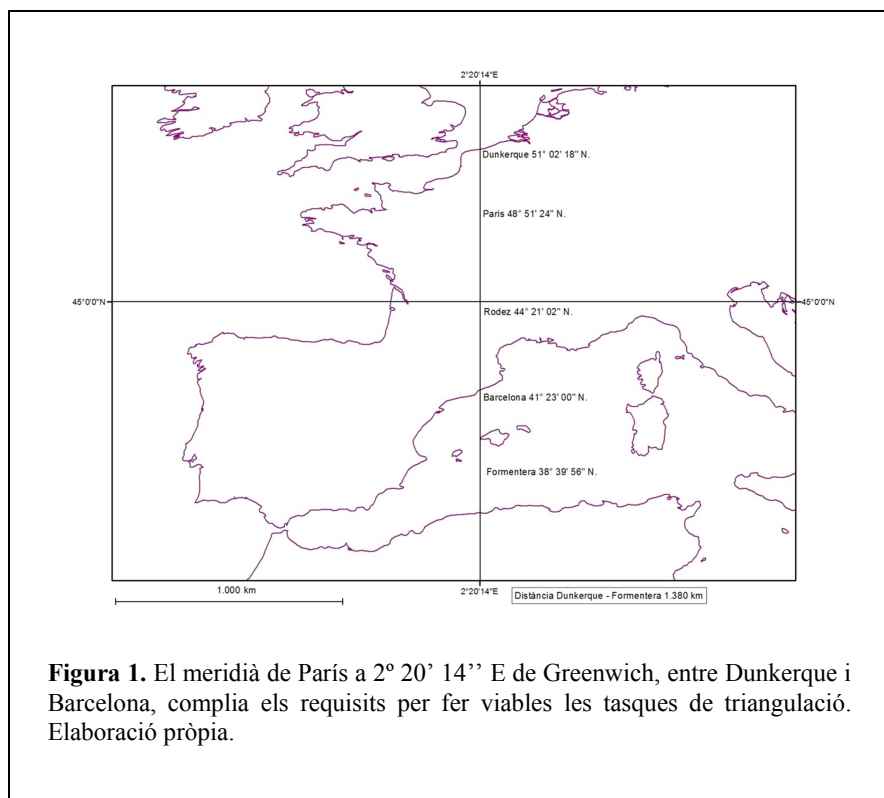 2°20'14"E
Dunkerque 51° 02' 18" N.
Paris 48° 51' 24" N.
45°0'0"N
45°0'0"N
Rodez 44° 21' 02" N.
Barcelona 41° 23' 00" N.
Formentera 38° 39' 56" N.
1.000 km
2°20'14"E
Distància Dunkerque - Formentera 1.380 km
Figura 1. El meridià de París a 2º 20’ 14’’ E de Greenwich, entre Dunkerque i
Barcelona, complia els requisits per fer viables les tasques de triangulació.
Elaboració pròpia.